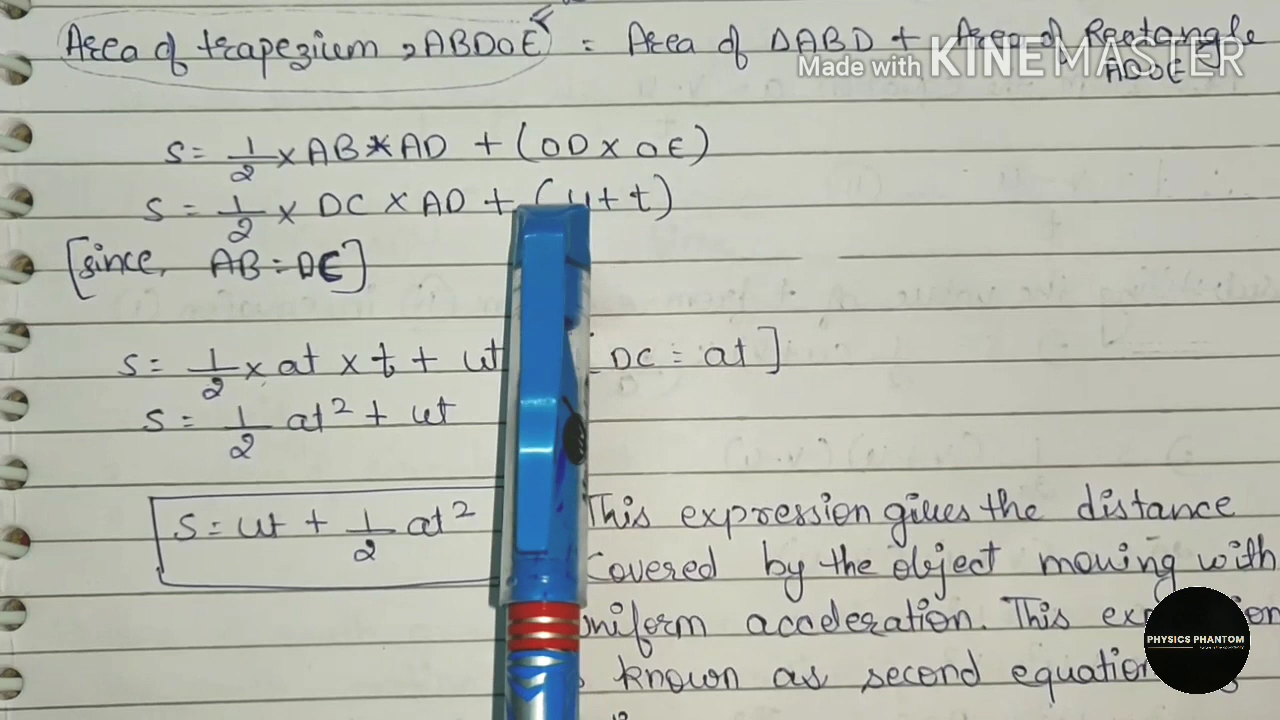 Area of trapezium, ABDOE = Area of ΔABD + Area of Rectangle
Made with KINEMASTER
ADOE
S = 1/2 × AB × AD + (OD × OE)
S = 1/2 × DC × AD + (u + t)
[since, AB = DC]
S = 1/2 × at × t + ut [DC = at]
S = 1/2 at² + ut
S = ut + 1/2 at²
This expression gives the distance
covered by the object moving with
uniform acceleration. This
known as second equation
PHYSICS PHANTOM